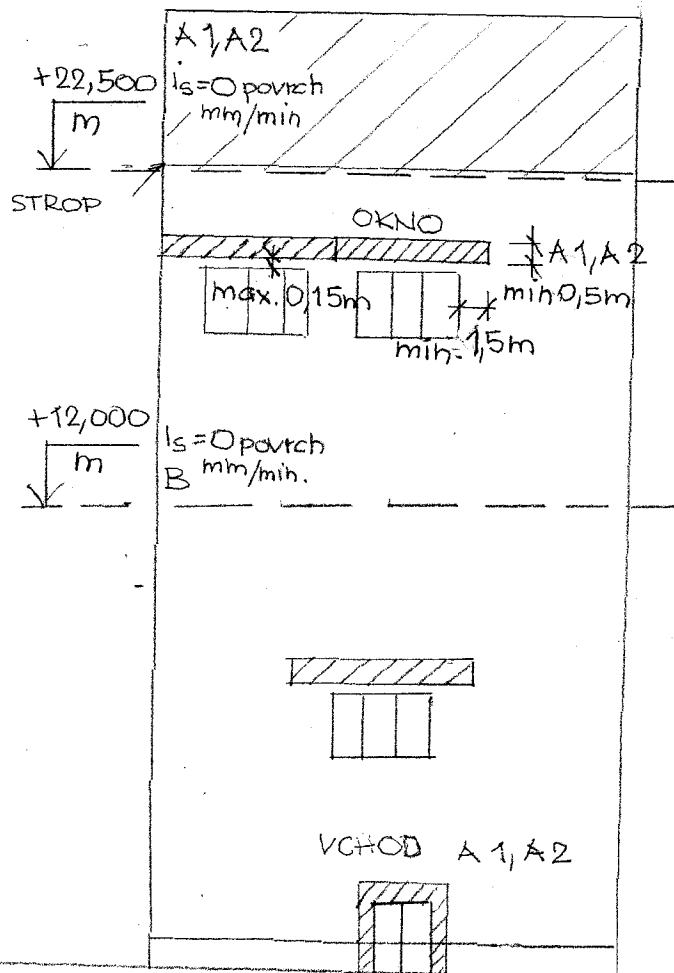 A1,A2
+22,500
m
is=0 povrch
mm/min
STROP
OKNO
A1,A2
max. 0,15m
min 0,5m
min-1,5m
+12,000
m
is=0 povrch
mm/min.
B
VCHOD A1,A2